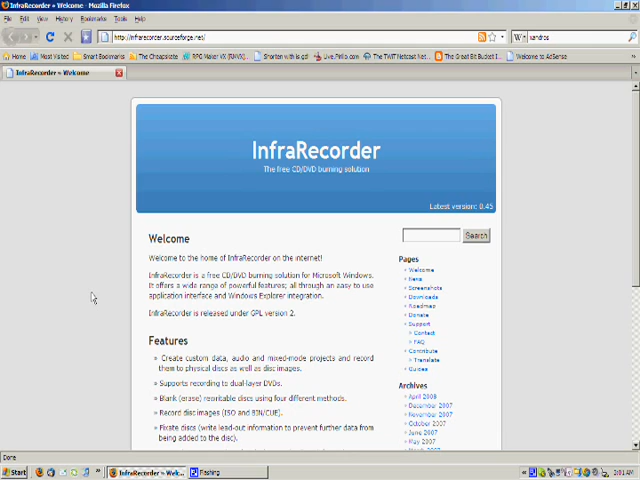 InfraRecorder » Welcome - Mozilla Firefox
File Edit View History Bookmarks Tools Help
http://infrarecorder.sourceforge.net/
xandros
Home Most Visited Smart Bookmarks The Cheapskate RPG Maker VX (RMVX)... Shorten with is.gd! Live.Pirillo.com The TWiT Netcast Net... The Great Bit Bucket I... Welcome to AdSense
InfraRecorder » Welcome
InfraRecorder
The free CD/DVD burning solution
Latest version: 0.45
Welcome
Welcome to the home of InfraRecorder on the internet!
InfraRecorder is a free CD/DVD burning solution for Microsoft Windows.
It offers a wide range of powerful features; all through an easy to use
application interface and Windows Explorer integration.
InfraRecorder is released under GPL version 2.
Features
» Create custom data, audio and mixed-mode projects and record
them to physical discs as well as disc images.
» Supports recording to dual-layer DVDs.
» Blank (erase) rewritable discs using four different methods.
» Record disc images (ISO and BIN/CUE).
» Fixate discs (write lead-out information to prevent further data from
being added to the disc).
Search
Pages
» Welcome
» News
» Screenshots
» Downloads
» Roadmap
» Donate
» Support
» Contact
» FAQ
» Contribute
» Translate
» Guides
Archives
» April 2008
» December 2007
» November 2007
» October 2007
» June 2007
» May 2007
Done
Start
InfraRecorder » Welc...
Flashing
2:01 AM